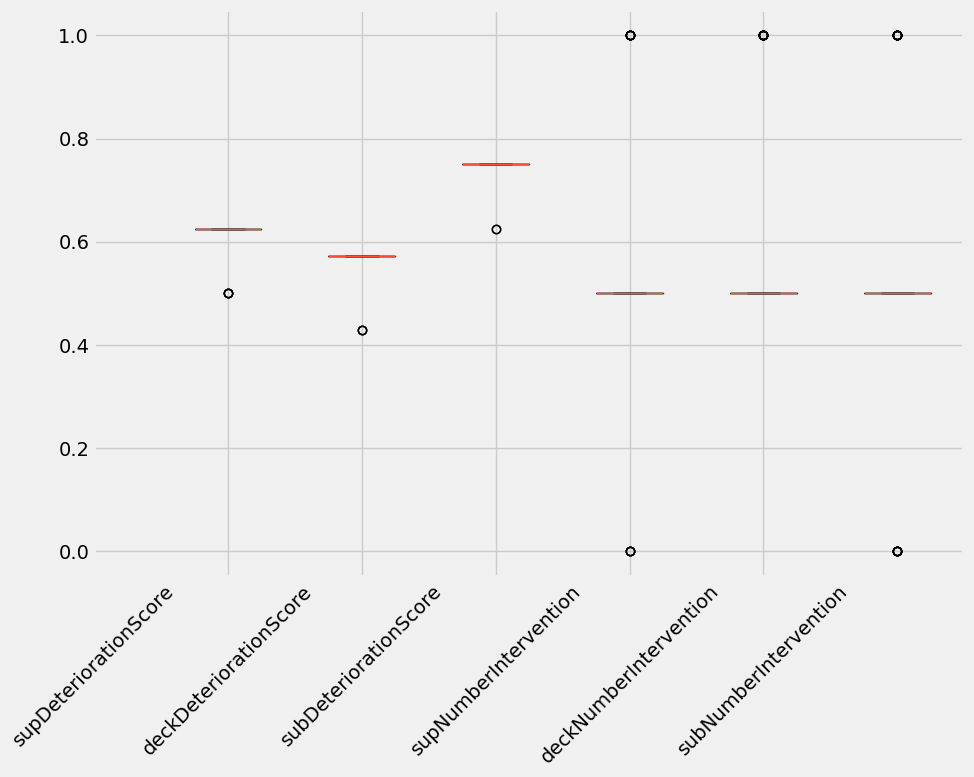 1.0
0.8
0.6
0.4
0.2
0.0
supDeteriorationScore
deckDeteriorationScore
subDeteriorationScore
supNumberIntervention
deckNumberIntervention
subNumberIntervention